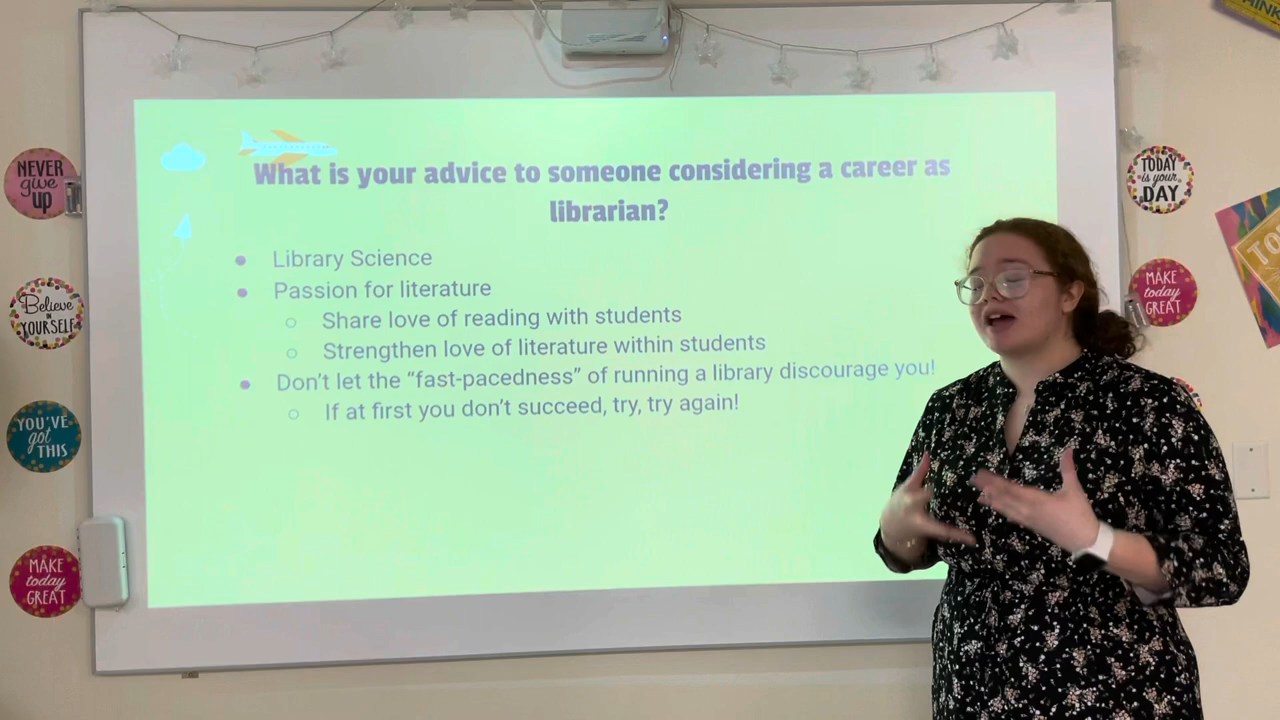 THINK
NEVER
give
up
Believe
IN
YOURSELF
YOU'VE
got
THIS
MAKE
today
GREAT
What is your advice to someone considering a career as
librarian?
● Library Science
● Passion for literature
○ Share love of reading with students
○ Strengthen love of literature within students
● Don't let the "fast-pacedness" of running a library discourage you!
○ If at first you don't succeed, try, try again!
TODAY
is your
DAY
MAKE
today
GREAT